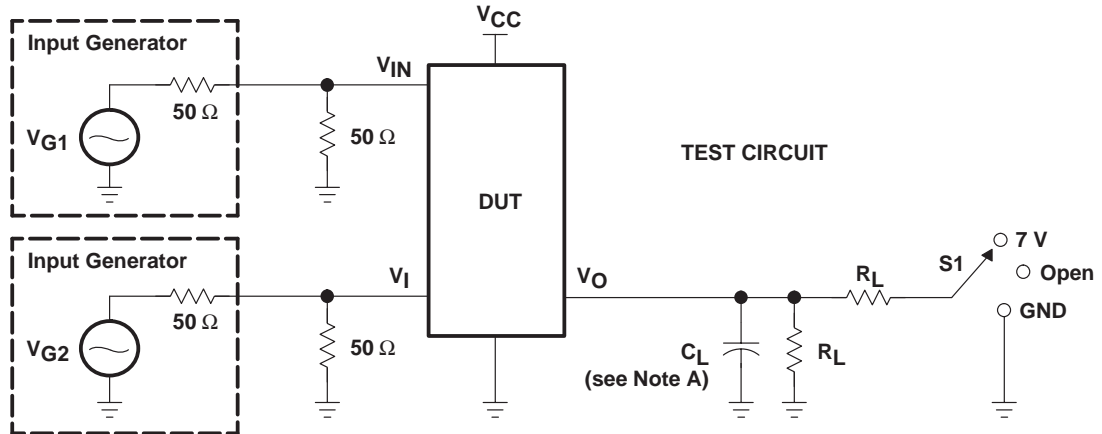 VCC
Input Generator
VIN
50 Ω
VG1
50 Ω
TEST CIRCUIT
DUT
Input Generator
VI
50 Ω
VG2
50 Ω
VO
RL
S1
7 V
Open
GND
CL
(see Note A)
RL